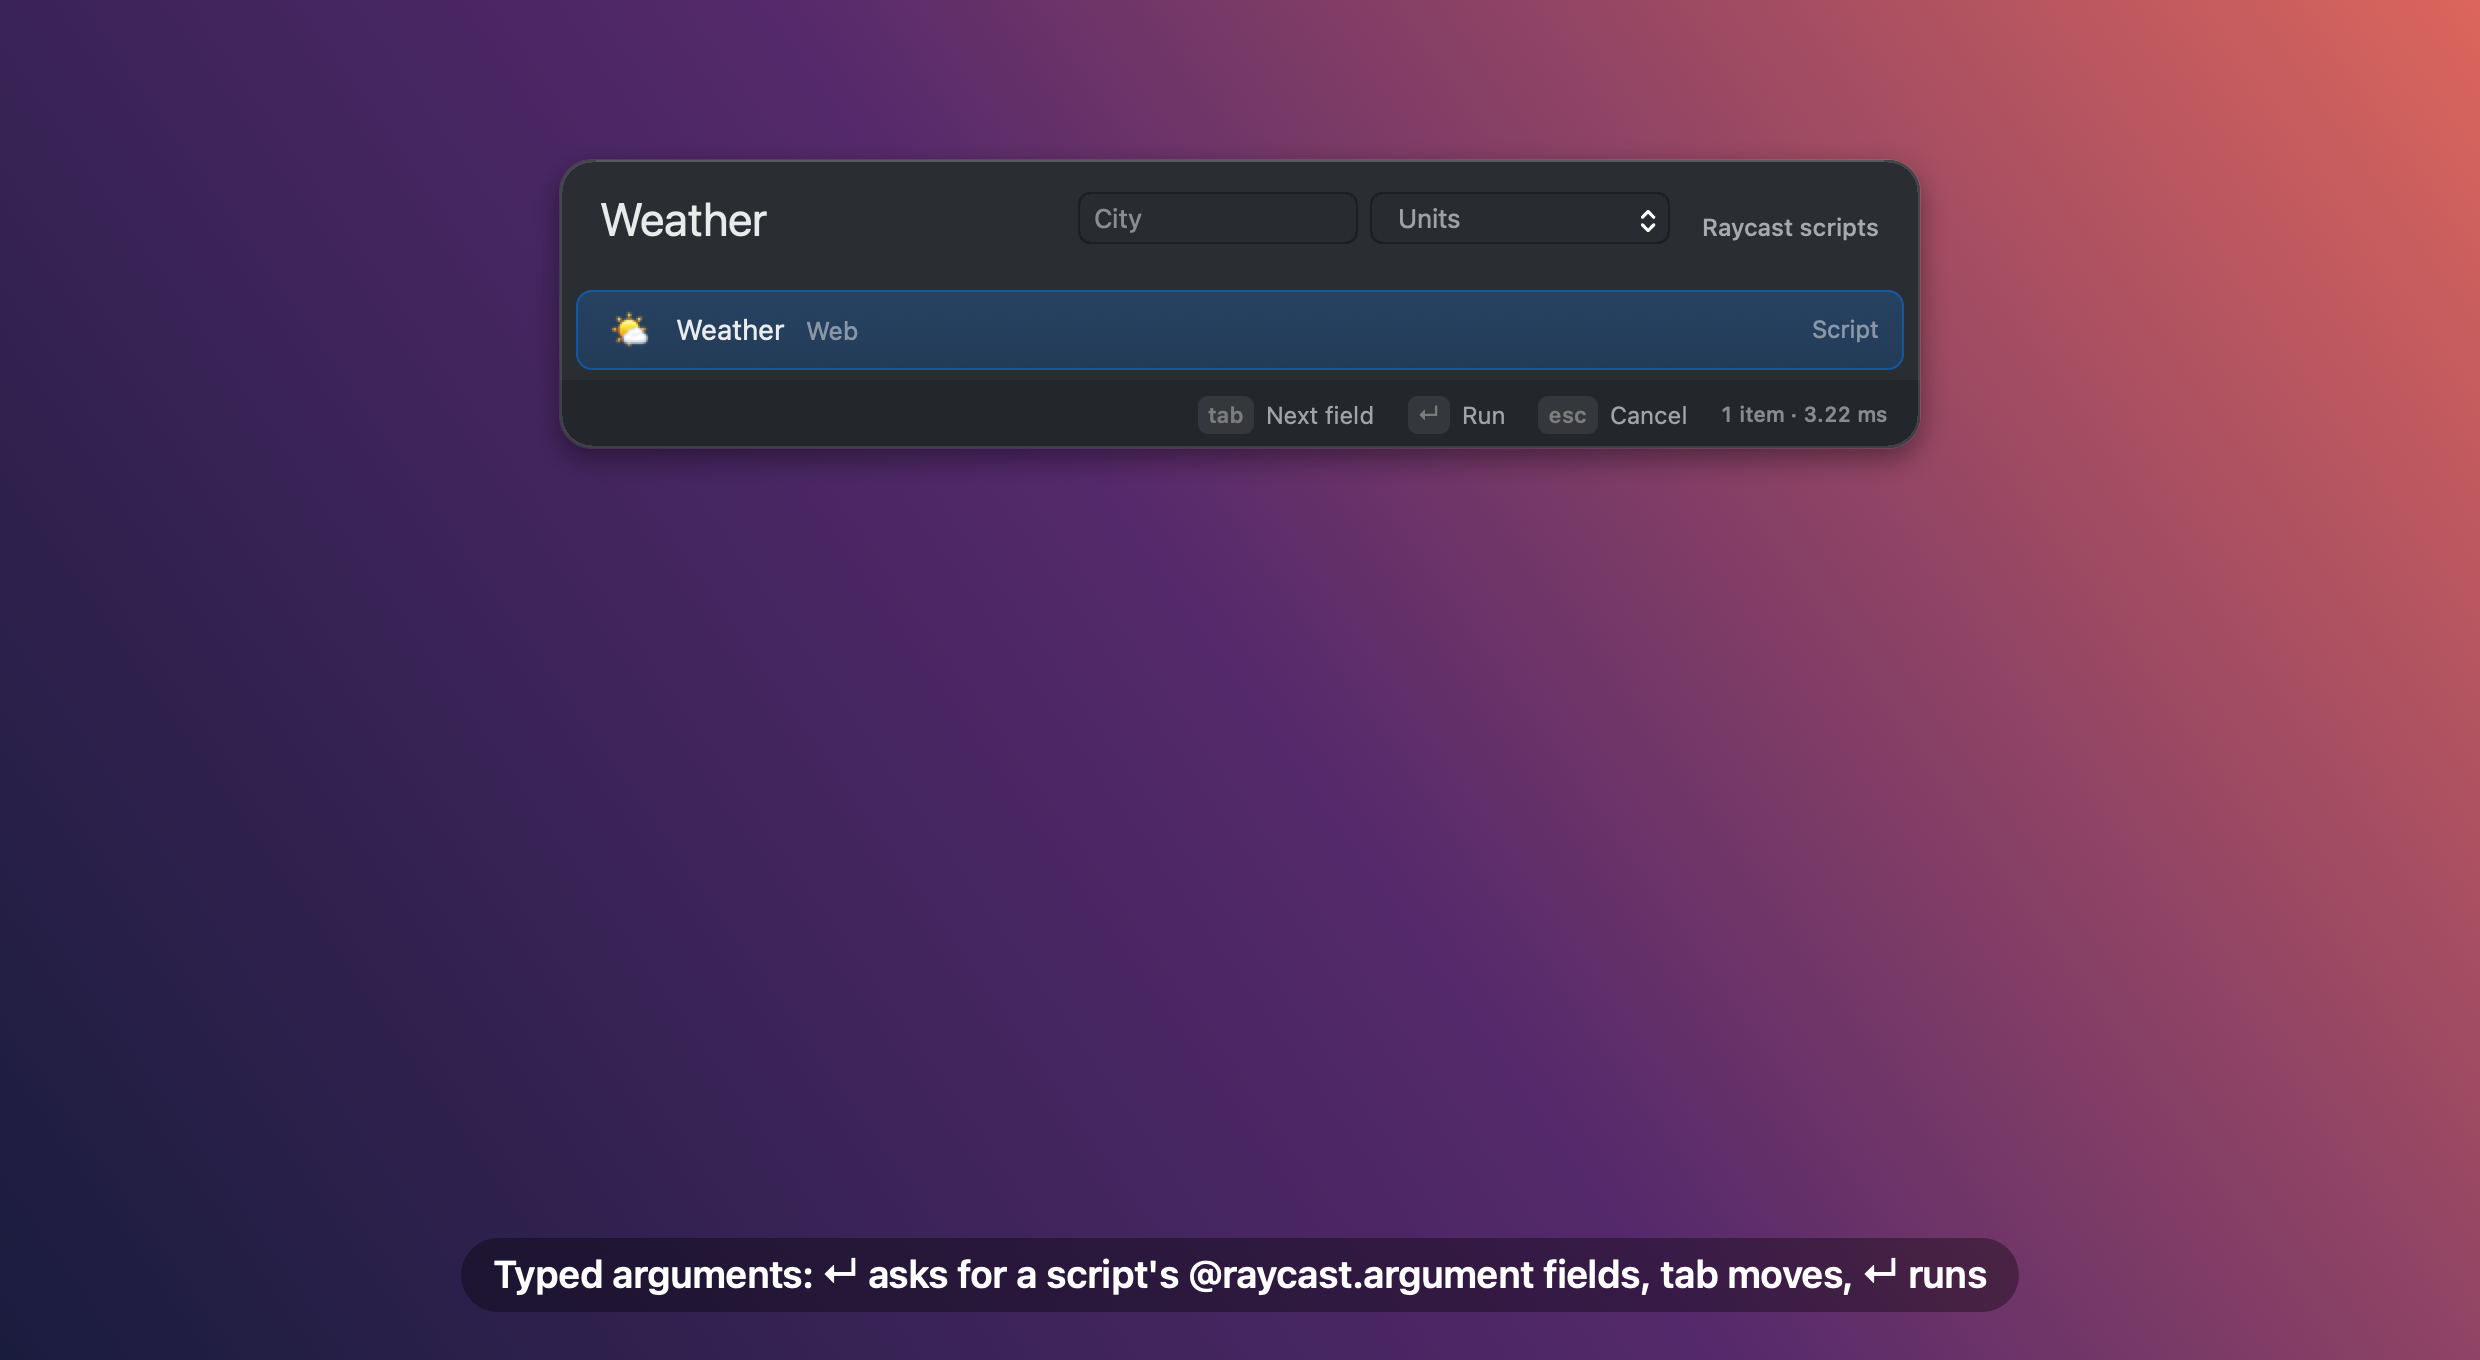 Weather City Units Raycast scripts
Weather Web Script
tab Next field ↵ Run esc Cancel 1 item · 3.22 ms
Typed arguments: ↵ asks for a script's @raycast.argument fields, tab moves, ↵ runs